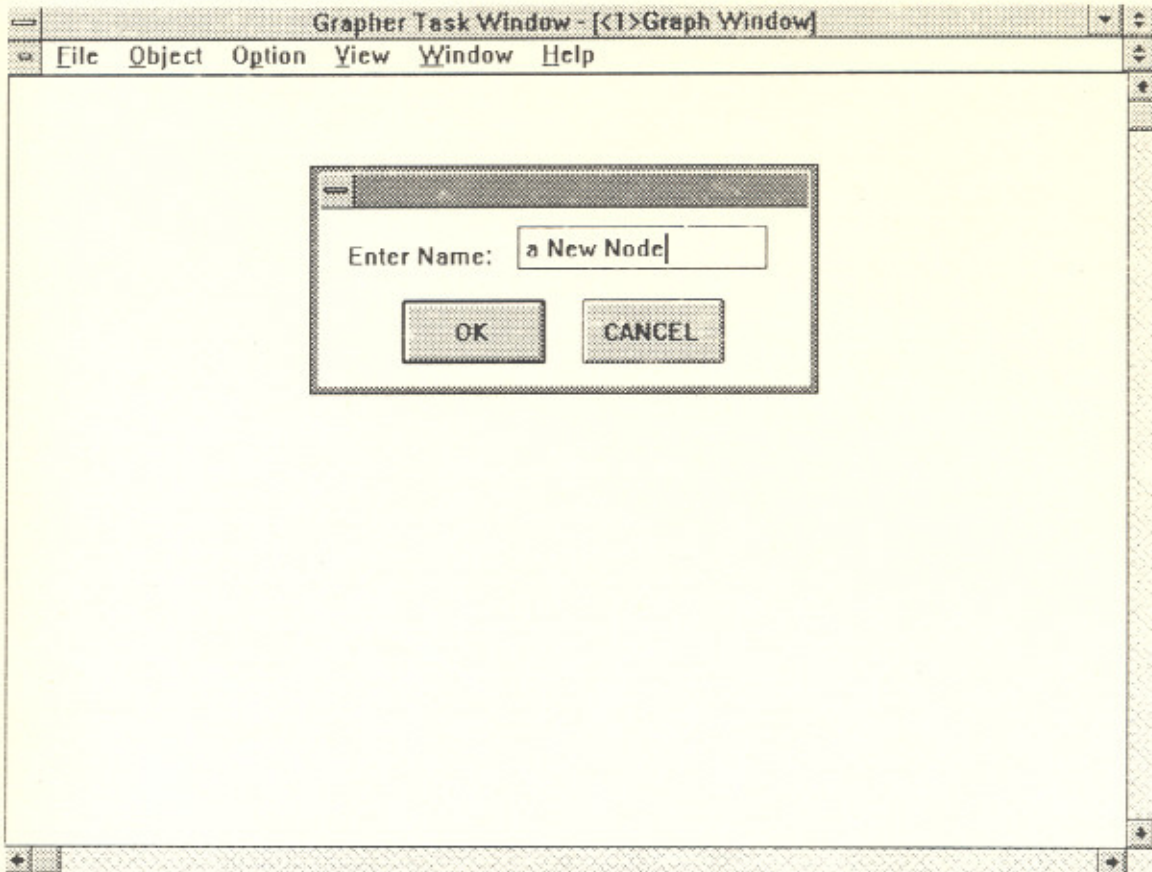 Grapher Task Window - [<1>Graph Window]
File Object Option View Window Help
Enter Name: a New Node
OK CANCEL